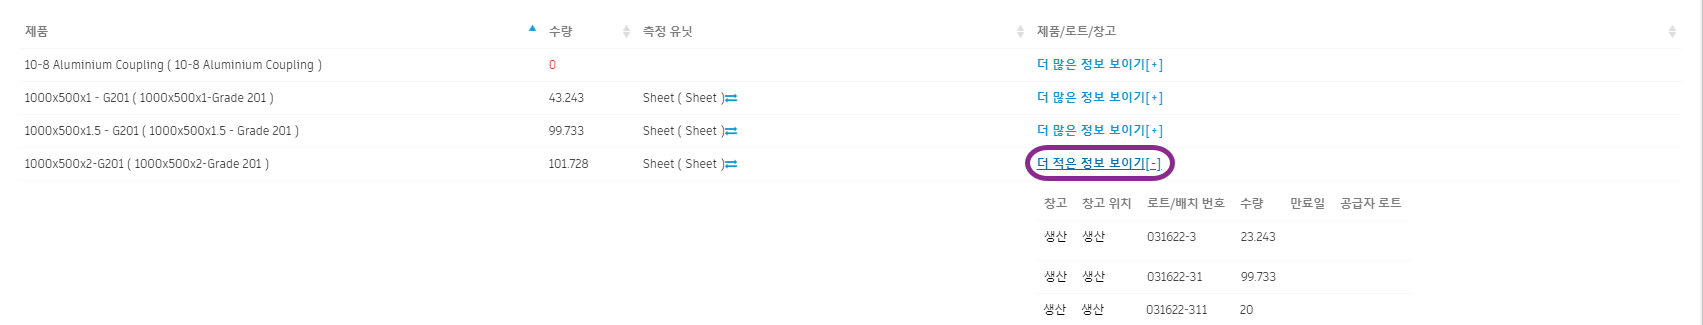 제품 수량 측정 유닛 제품/로트/창고
10-8 Aluminium Coupling ( 10-8 Aluminium Coupling ) 0 더 많은 정보 보이기[+]
1000x500x1 - G201 ( 1000x500x1-Grade 201 ) 43.243 Sheet ( Sheet ) 더 많은 정보 보이기[+]
1000x500x1.5 - G201 ( 1000x500x1.5 - Grade 201 ) 99.733 Sheet ( Sheet ) 더 많은 정보 보이기[+]
1000x500x2-G201 ( 1000x500x2-Grade 201 ) 101.728 Sheet ( Sheet ) 더 적은 정보 보이기[-]
창고 창고 위치 로트/배치 번호 수량 만료일 공급자 로트
생산 생산 031622-3 23.243
생산 생산 031622-31 99.733
생산 생산 031622-311 20